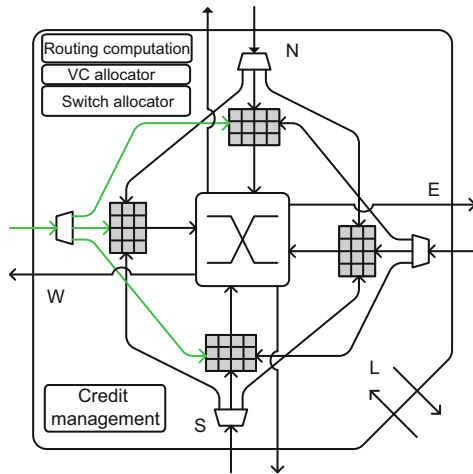 Routing computation
N
VC allocator
Switch allocator
E
W
L
Credit
management
S